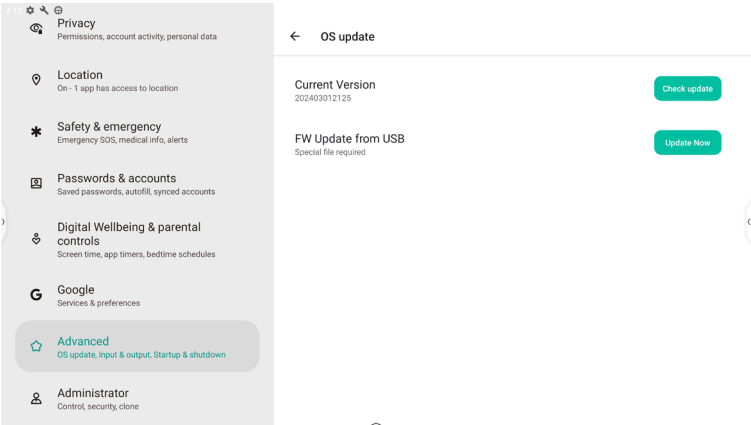 Privacy
Permissions, account activity, personal data
Location
On - 1 app has access to location
Safety & emergency
Emergency SOS, medical info, alerts
Passwords & accounts
Saved passwords, autofill, synced accounts
Digital Wellbeing & parental
controls
Screen time, app timers, bedtime schedules
Google
Services & preferences
Advanced
OS update, Input & output, Startup & shutdown
Administrator
Control, security, clone
OS update
Current Version
202403012125
Check update
FW Update from USB
Special file required
Update Now